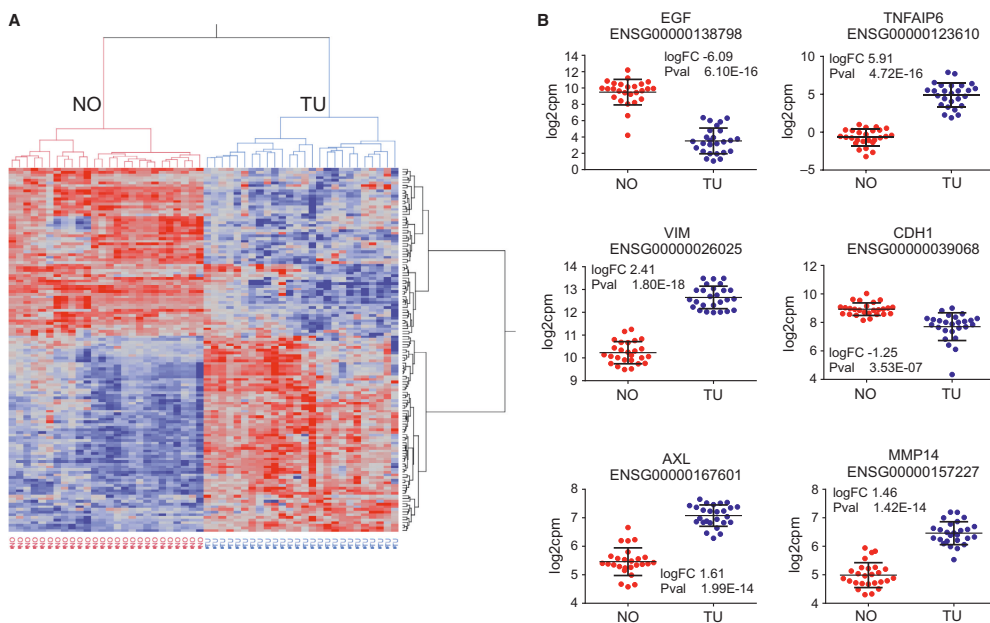 A
NO
TU
B
EGF
ENSG00000138798
logFC -6.09
Pval 6.10E-16
log2cpm
14
12
10
8
6
4
2
0
NO TU
TNFAIP6
ENSG00000123610
logFC 5.91
Pval 4.72E-16
log2cpm
10
5
0
−5
NO TU
VIM
ENSG00000026025
logFC 2.41
Pval 1.80E-18
log2cpm
14
13
12
11
10
9
NO TU
CDH1
ENSG00000039068
logFC -1.25
Pval 3.53E-07
log2cpm
12
10
8
6
4
NO TU
AXL
ENSG00000167601
logFC 1.61
Pval 1.99E-14
log2cpm
8
7
6
5
4
NO TU
MMP14
ENSG00000157227
logFC 1.46
Pval 1.42E-14
log2cpm
8
7
6
5
4
NO TU